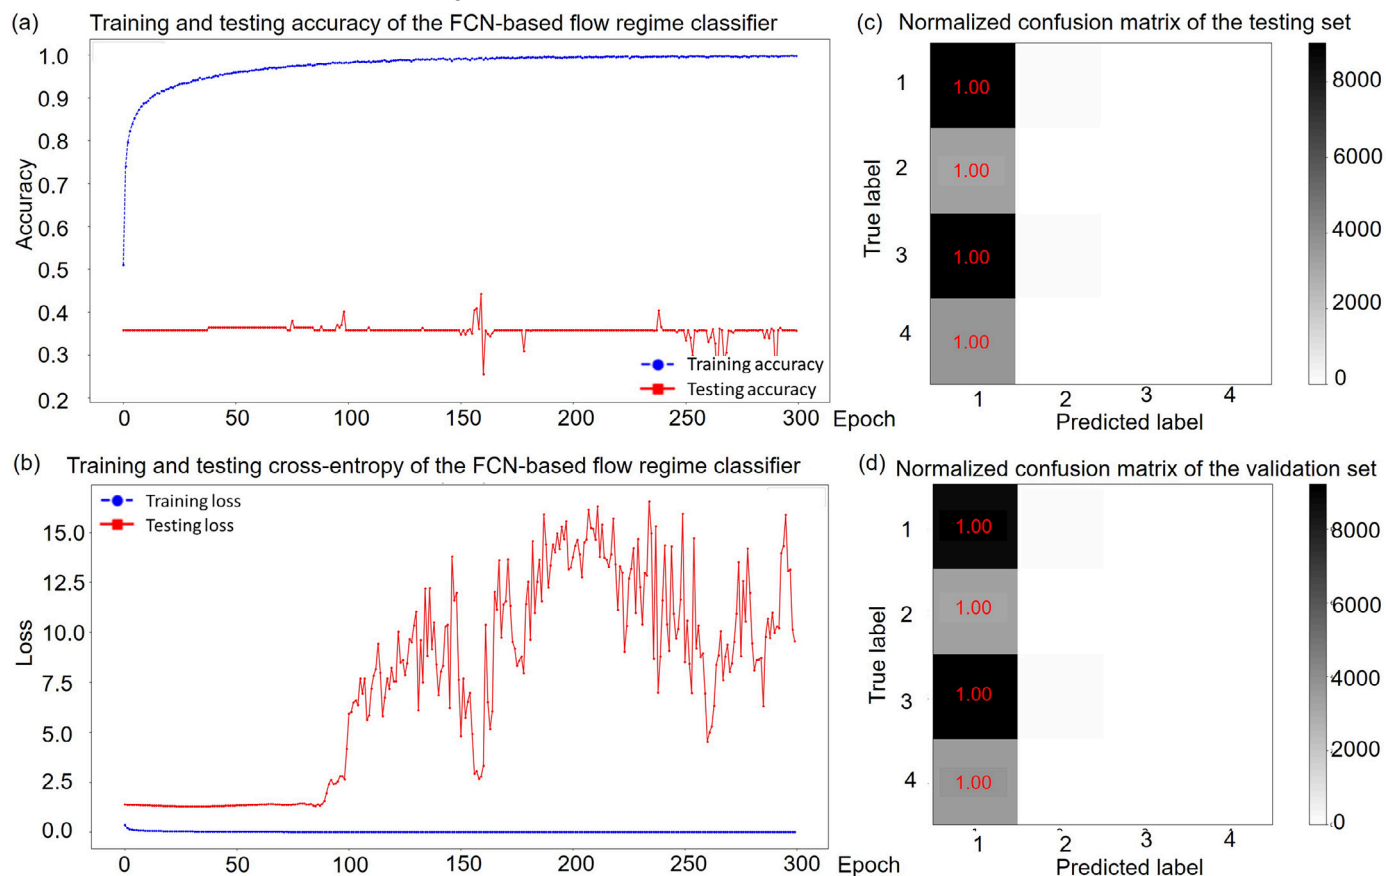 (a) Training and testing accuracy of the FCN-based flow regime classifier
1.0
0.9
0.8
0.7
0.6
0.5
0.4
0.3
0.2
Accuracy
Training accuracy
Testing accuracy
0 50 100 150 200 250 300 Epoch
(c) Normalized confusion matrix of the testing set
True label
1 1.00
2 1.00
3 1.00
4 1.00
1 2 3 4
Predicted label
8000
6000
4000
2000
0
(b) Training and testing cross-entropy of the FCN-based flow regime classifier
Training loss
Testing loss
15.0
12.5
10.0
7.5
5.0
2.5
0.0
Loss
0 50 100 150 200 250 300 Epoch
(d) Normalized confusion matrix of the validation set
True label
1 1.00
2 1.00
3 1.00
4 1.00
1 2 3 4
Predicted label
8000
6000
4000
2000
0